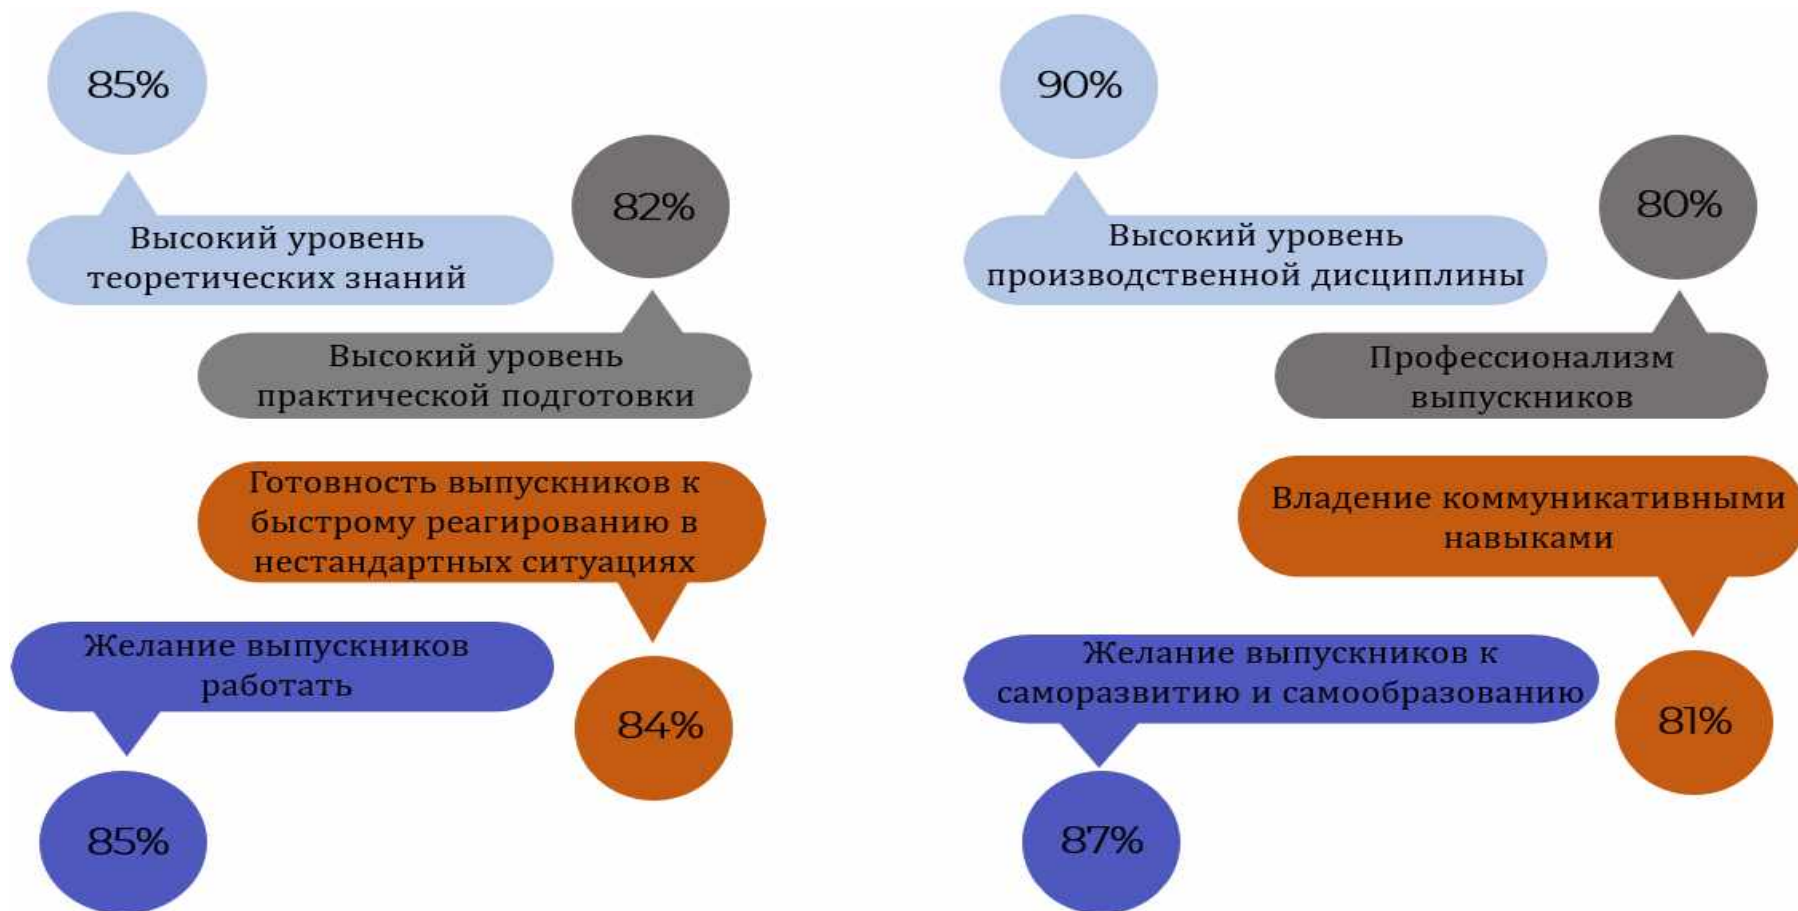 85%
Высокий уровень
теоретических знаний
82%
Высокий уровень
практической подготовки
Готовность выпускников к
быстрому реагированию в
нестандартных ситуациях
84%
Желание выпускников
работать
85%
90%
Высокий уровень
производственной дисциплины
80%
Профессионализм
выпускников
Владение коммуникативными
навыками
81%
Желание выпускников к
саморазвитию и самообразованию
87%